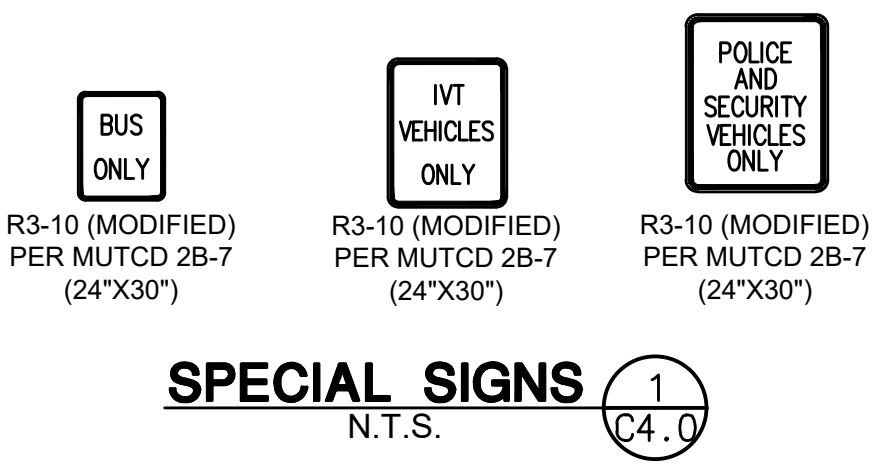 BUS
ONLY
R3-10 (MODIFIED)
PER MUTCD 2B-7
(24"X30")
IVT
VEHICLES
ONLY
R3-10 (MODIFIED)
PER MUTCD 2B-7
(24"X30")
POLICE
AND
SECURITY
VEHICLES
ONLY
R3-10 (MODIFIED)
PER MUTCD 2B-7
(24"X30")
SPECIAL SIGNS
N.T.S.
1
C4.0